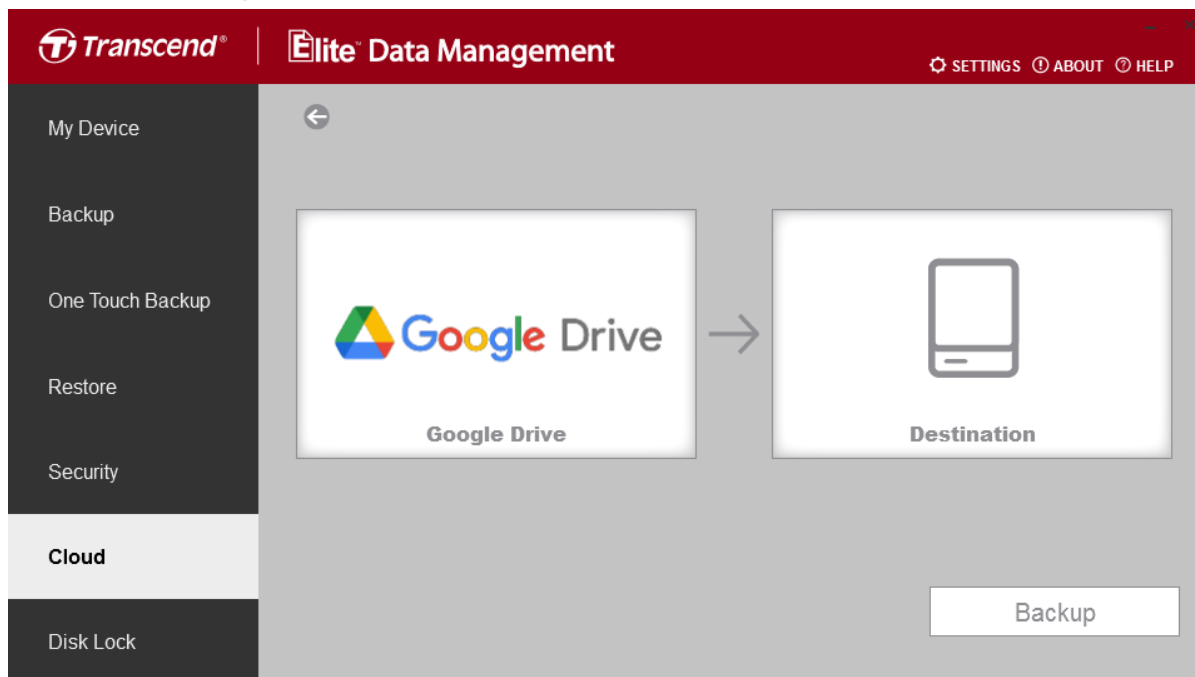 Transcend®
Elite™ Data Management
SETTINGS ABOUT HELP
My Device
Backup
One Touch Backup
Restore
Security
Cloud
Disk Lock
Google Drive
Google Drive
Destination
Backup